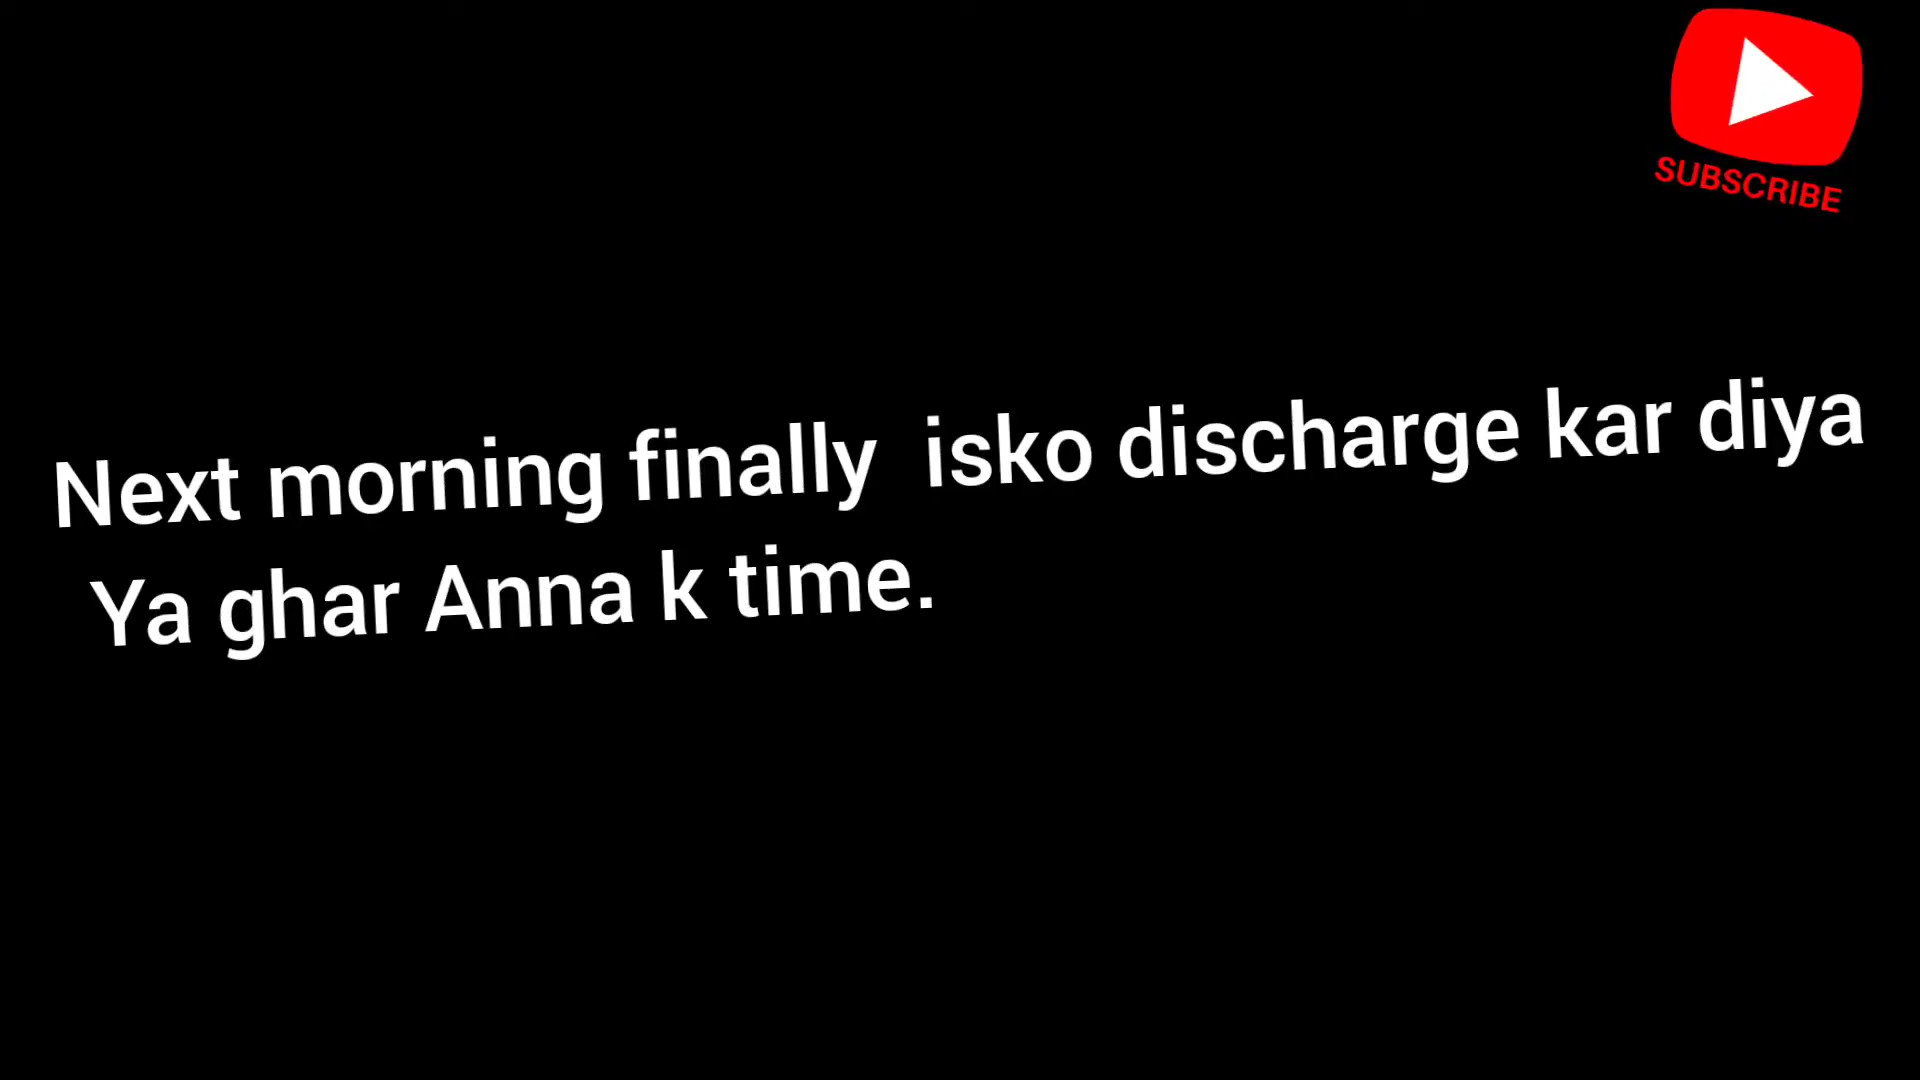 SUBSCRIBE
Next morning finally  isko discharge kar diya
Ya ghar Anna k time.